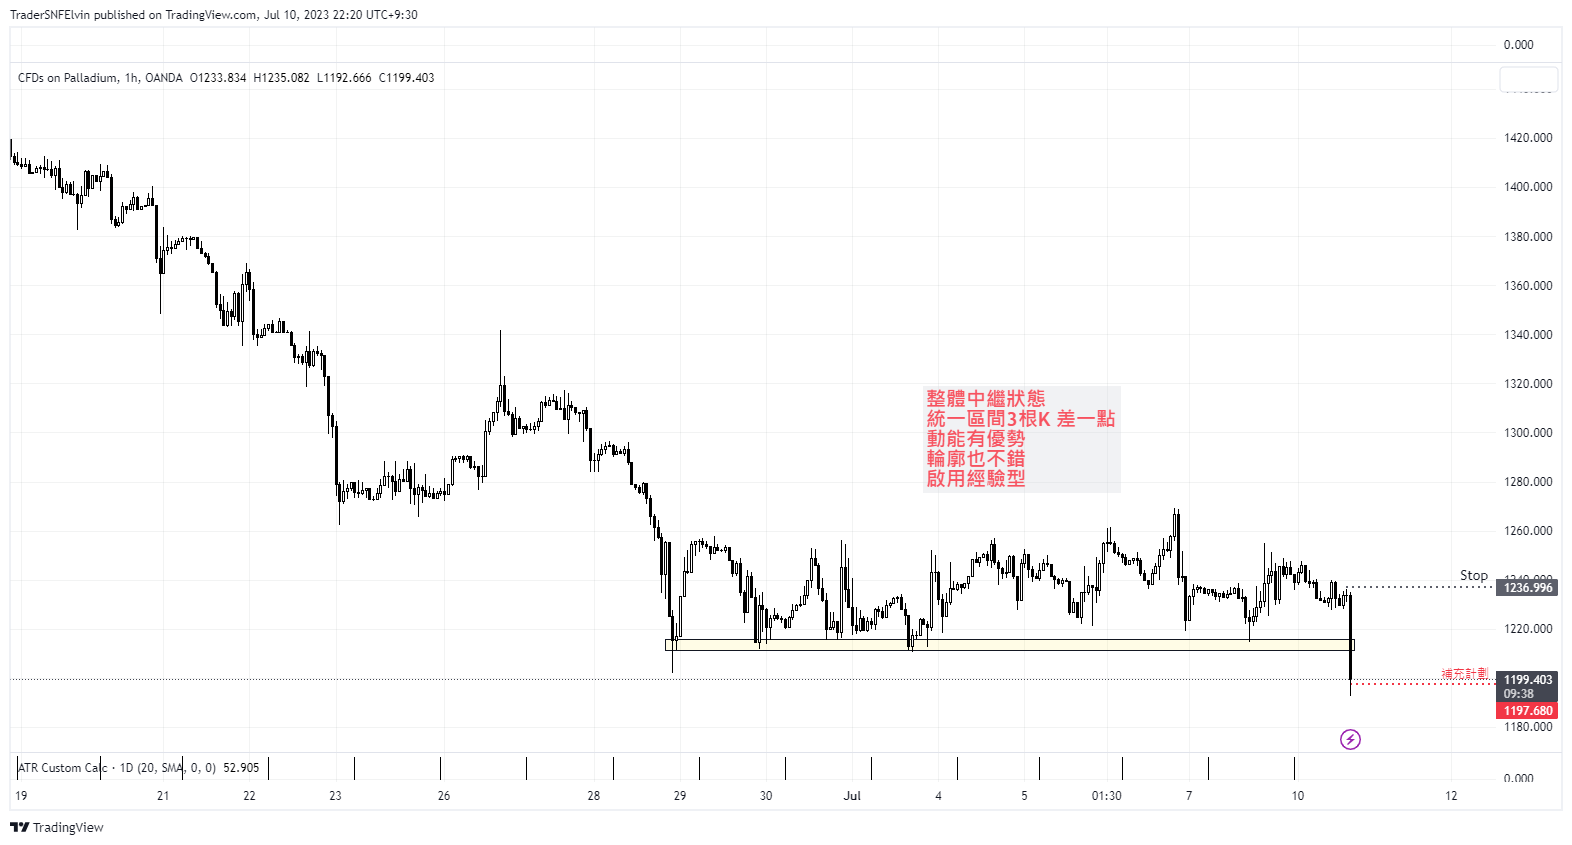 TraderSNFElvin published on TradingView.com, Jul 10, 2023 22:20 UTC+9:30
0.000
CFDs on Palladium, 1h, OANDA O1233.834 H1235.082 L1192.666 C1199.403
1420.000
1400.000
1380.000
1360.000
1340.000
1320.000
1300.000
1280.000
1260.000
1240.000
1220.000
1180.000
整體中繼狀態
統一區間3根K 差一點
動能有優勢
輪廓也不錯
啟用經驗型
Stop
1236.996
補充計劃
1199.403
09:38
1197.680
ATR Custom Calc · 1D (20, SMA, 0, 0) 52.905
0.000
19 21 22 23 26 28 29 30 Jul 4 5 01:30 7 10 12
TradingView